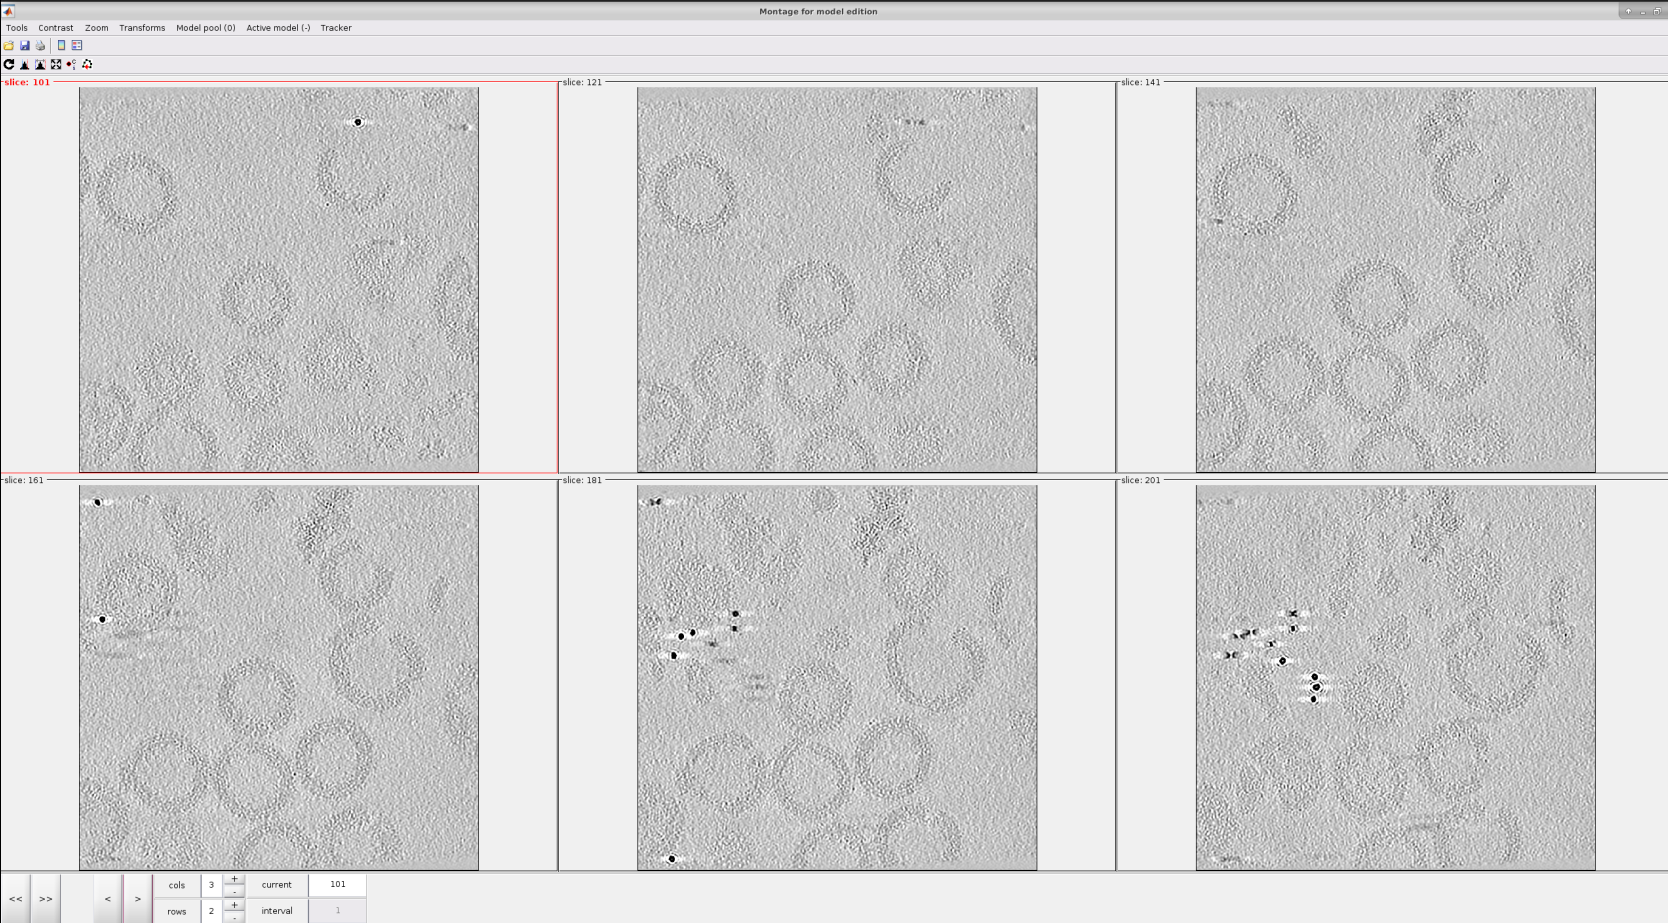 Montage for model edition
Tools Contrast Zoom Transforms Model pool (0) Active model (-) Tracker
slice: 101 slice: 121 slice: 141
slice: 161 slice: 181 slice: 201
<< >> < > cols 3 + - current 101
rows 2 + - interval 1